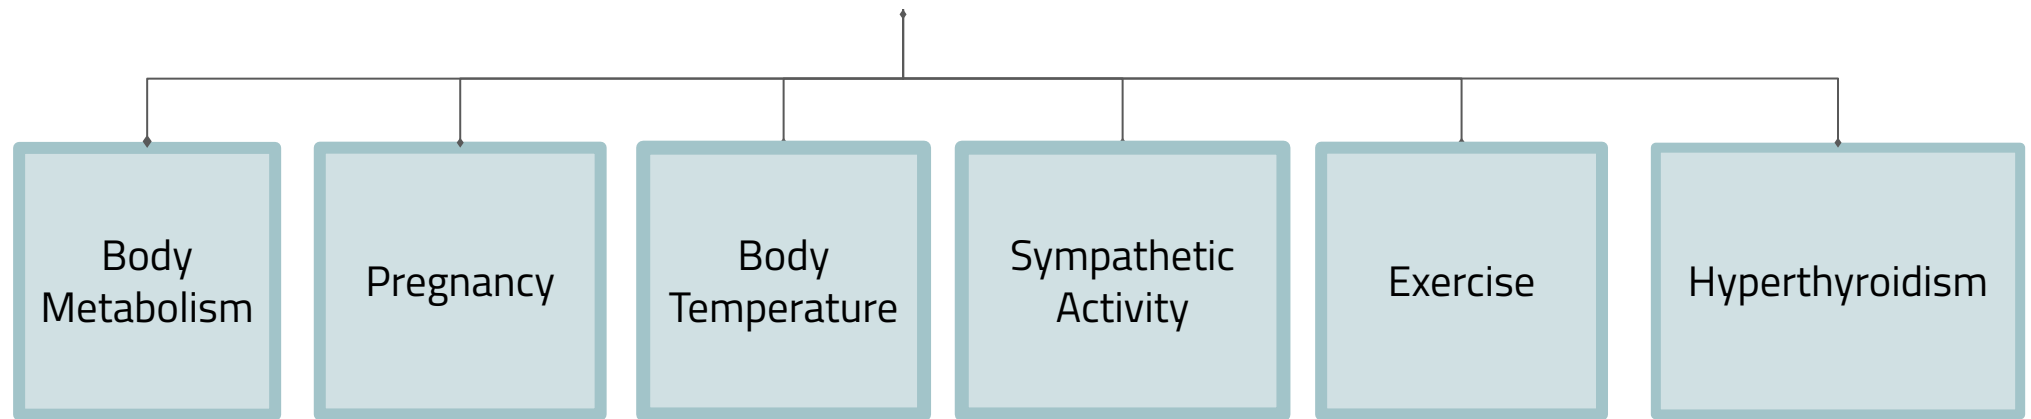 Body
Metabolism
Pregnancy
Body
Temperature
Sympathetic
Activity
Exercise
Hyperthyroidism